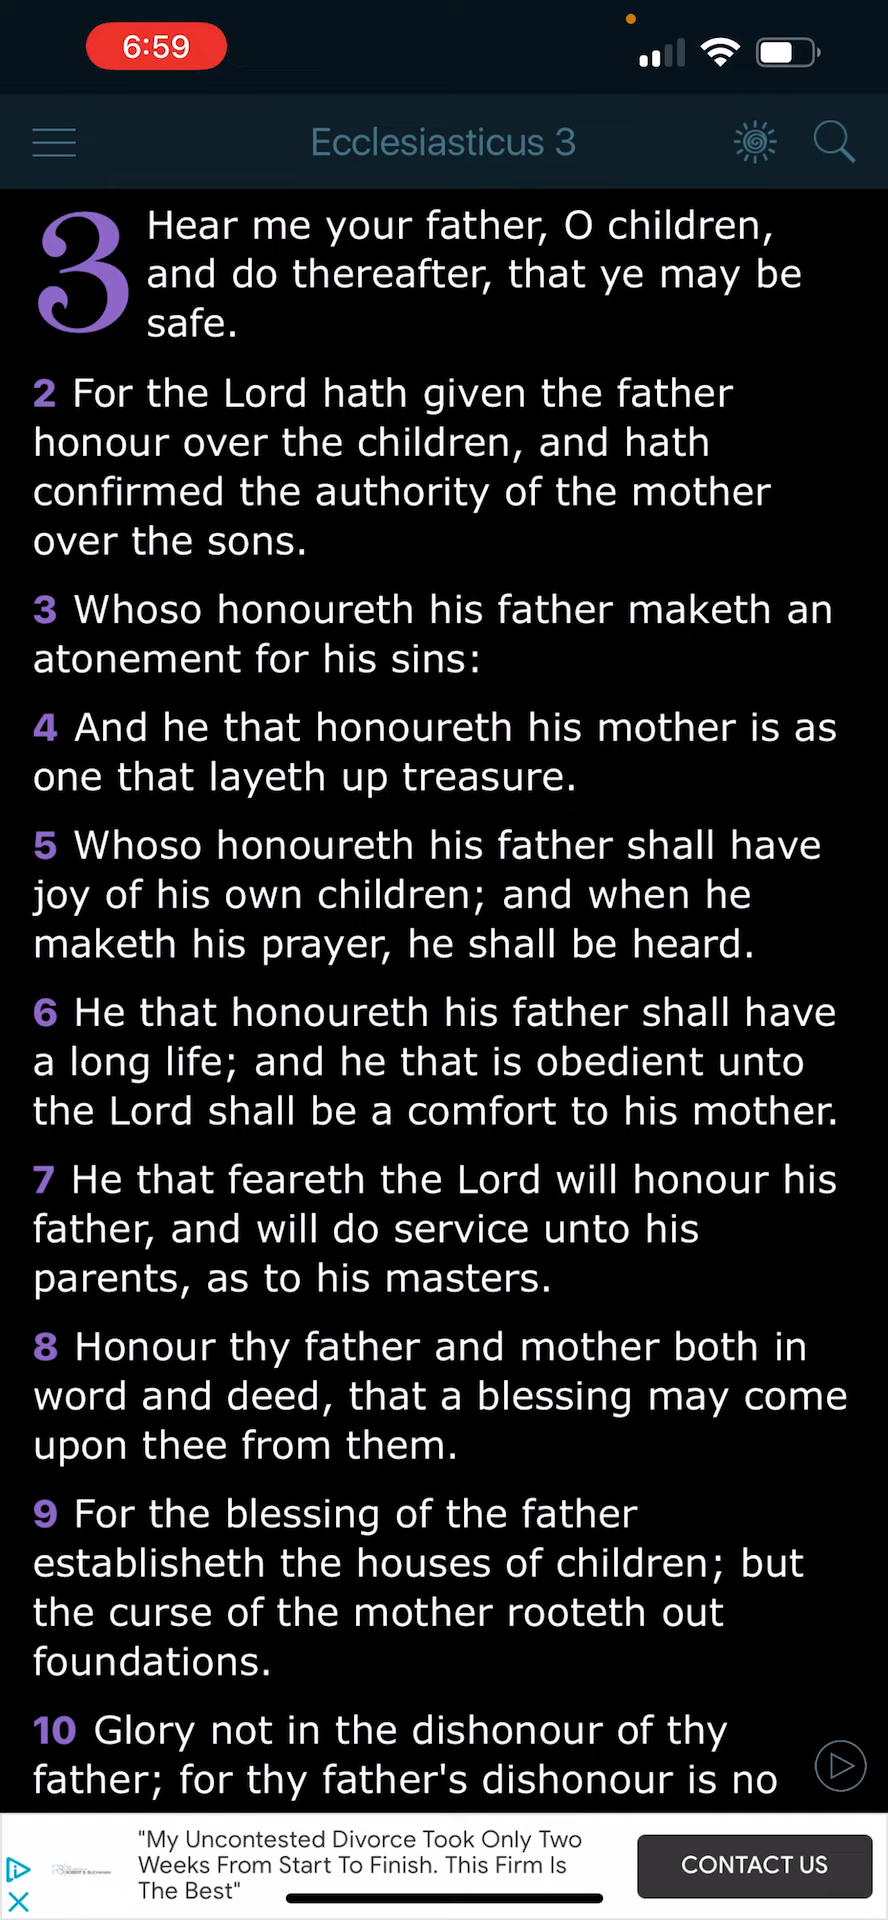 6:59
Ecclesiasticus 3
3 Hear me your father, O children,
and do thereafter, that ye may be
safe.
2 For the Lord hath given the father
honour over the children, and hath
confirmed the authority of the mother
over the sons.
3 Whoso honoureth his father maketh an
atonement for his sins:
4 And he that honoureth his mother is as
one that layeth up treasure.
5 Whoso honoureth his father shall have
joy of his own children; and when he
maketh his prayer, he shall be heard.
6 He that honoureth his father shall have
a long life; and he that is obedient unto
the Lord shall be a comfort to his mother.
7 He that feareth the Lord will honour his
father, and will do service unto his
parents, as to his masters.
8 Honour thy father and mother both in
word and deed, that a blessing may come
upon thee from them.
9 For the blessing of the father
establisheth the houses of children; but
the curse of the mother rooteth out
foundations.
10 Glory not in the dishonour of thy
father; for thy father's dishonour is no
"My Uncontested Divorce Took Only Two
Weeks From Start To Finish. This Firm Is
The Best"
CONTACT US